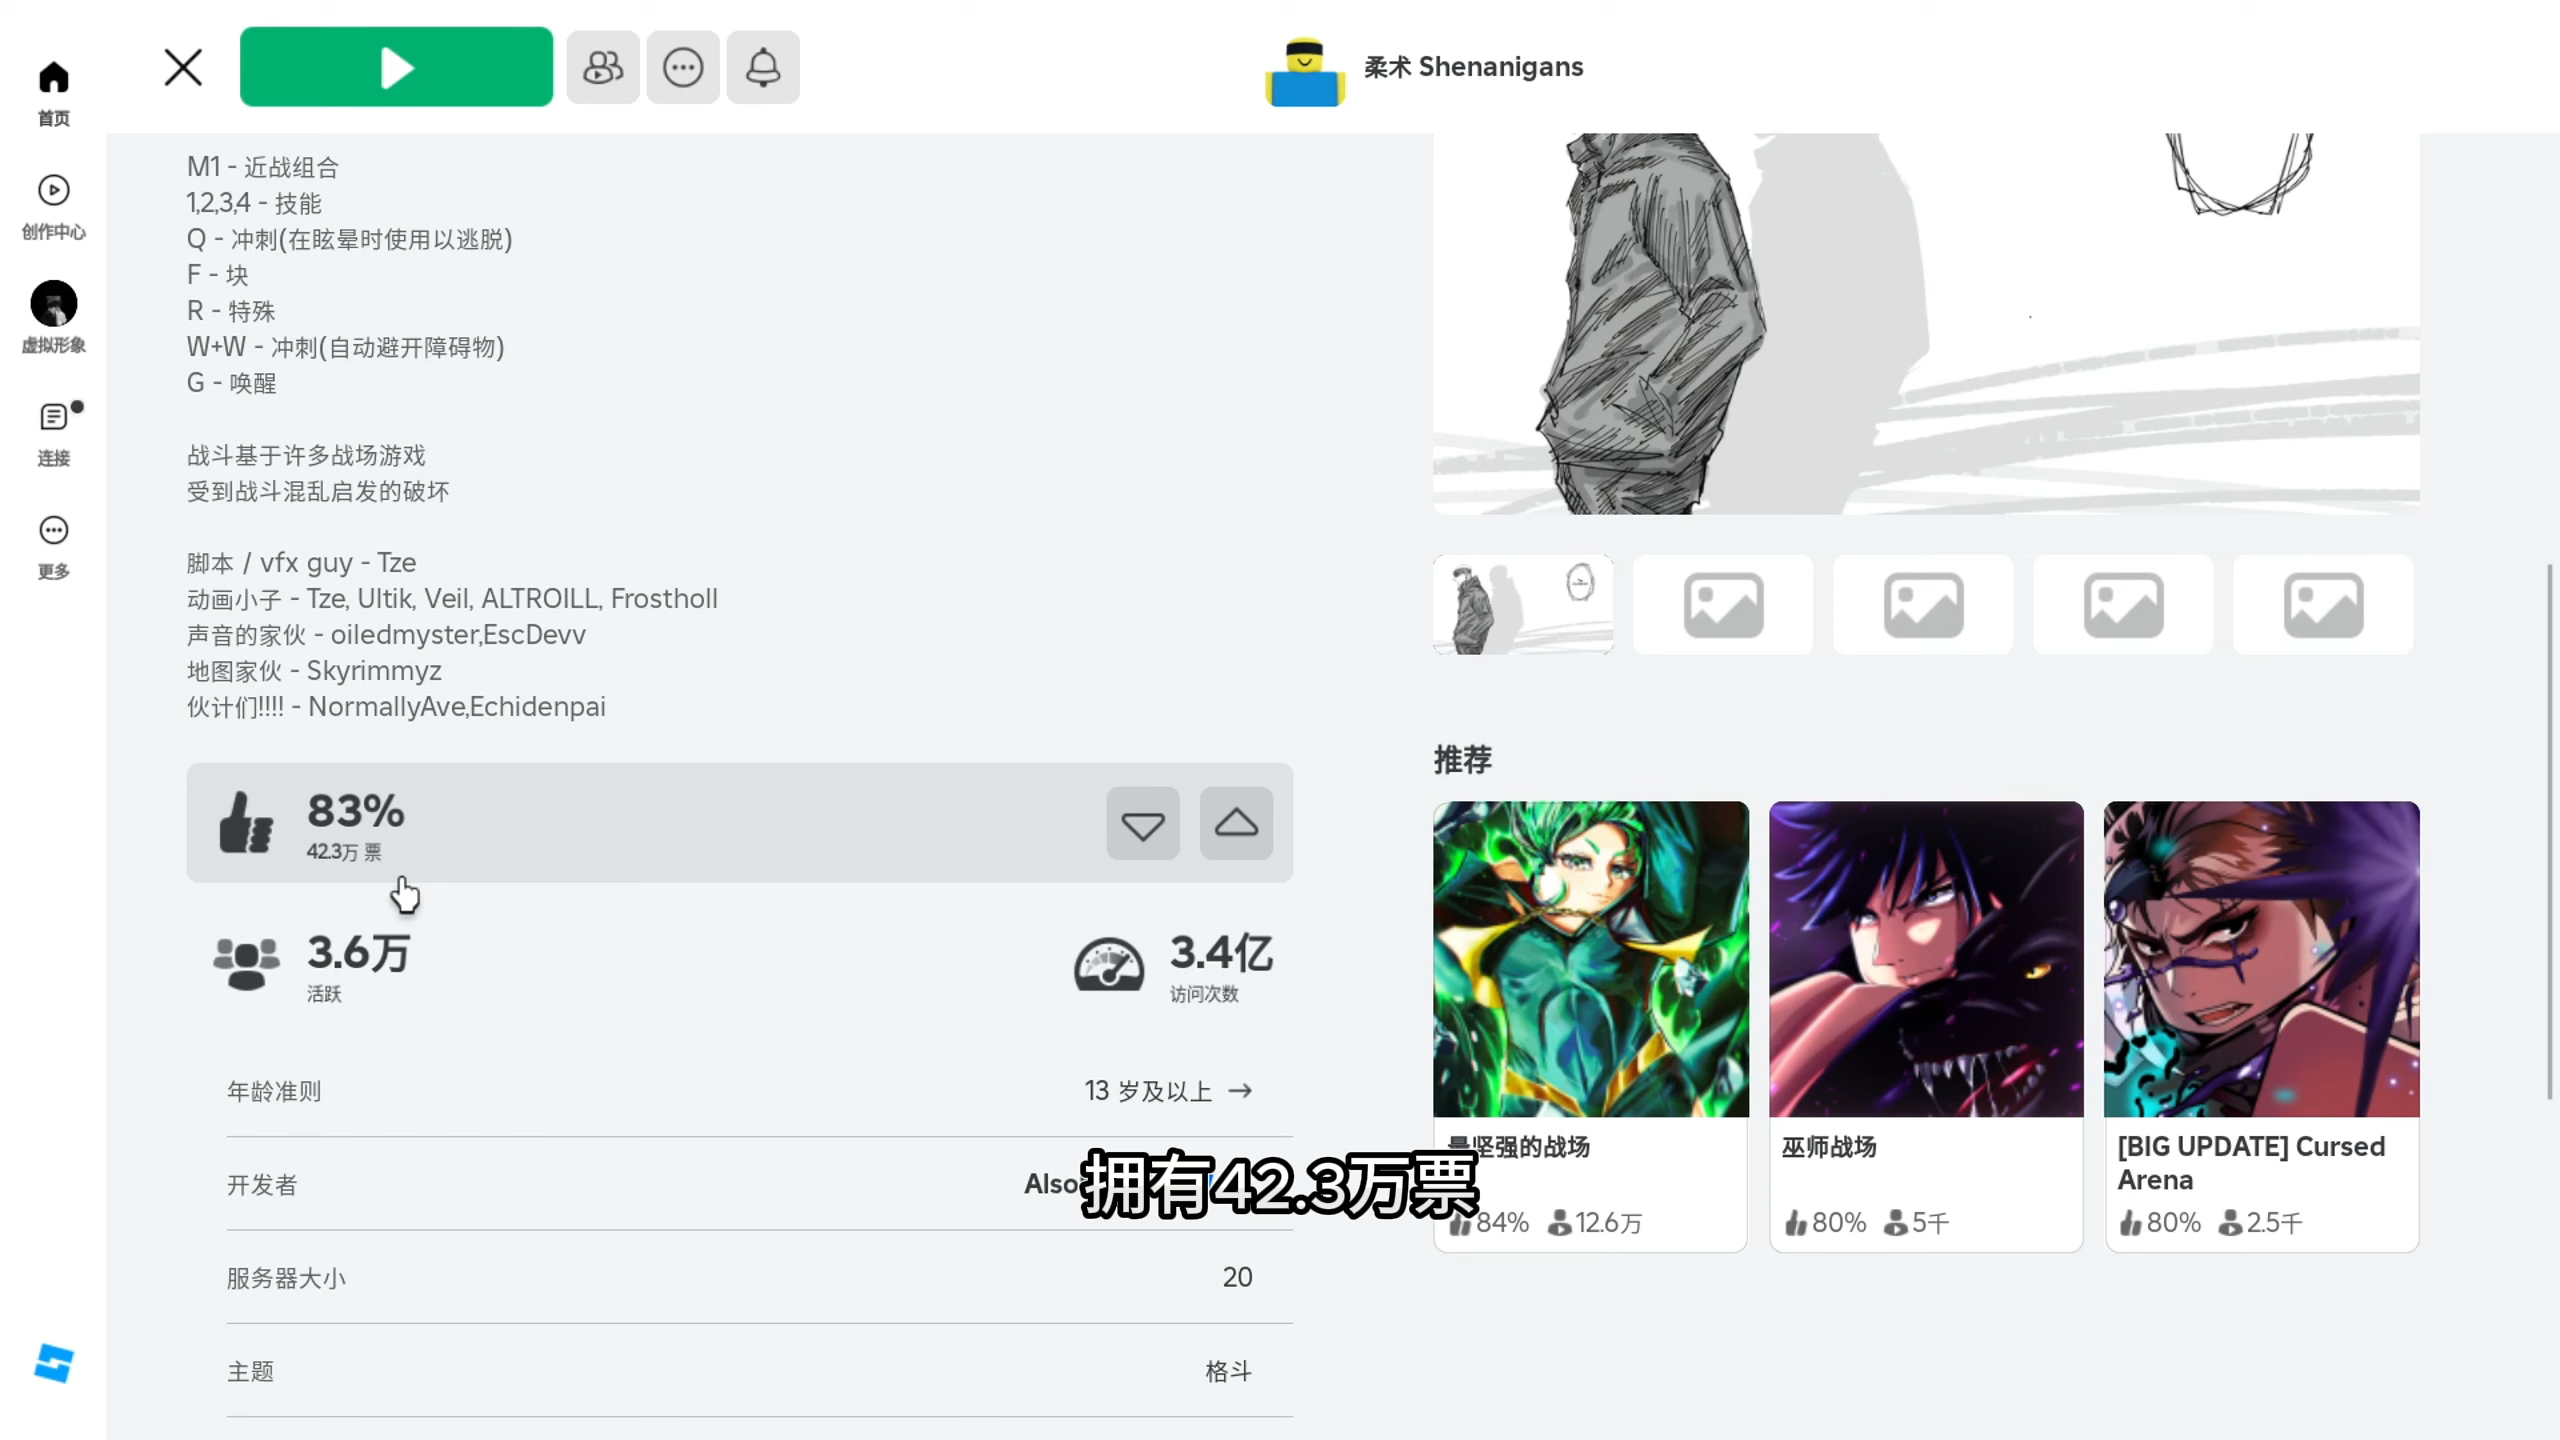 柔术 Shenanigans
首页
创作中心
虚拟形象
连接
更多
M1 - 近战组合
1,2,3,4 - 技能
Q - 冲刺(在眩晕时使用以逃脱)
F - 块
R - 特殊
W+W - 冲刺(自动避开障碍物)
G - 唤醒
战斗基于许多战场游戏
受到战斗混乱启发的破坏
脚本 / vfx guy - Tze
动画小子 - Tze, Ultik, Veil, ALTROILL, Frostholl
声音的家伙 - oiledmyster,EscDevv
地图家伙 - Skyrimmyz
伙计们!!!! - NormallyAve,Echidenpai
83%
42.3万 票
3.6万
活跃
3.4亿
访问次数
年龄准则
13 岁及以上 →
开发者
Also
服务器大小
20
主题
格斗
推荐
最坚强的战场
84% 12.6万
巫师战场
80% 5千
[BIG UPDATE] Cursed
Arena
80% 2.5千
拥有42.3万票